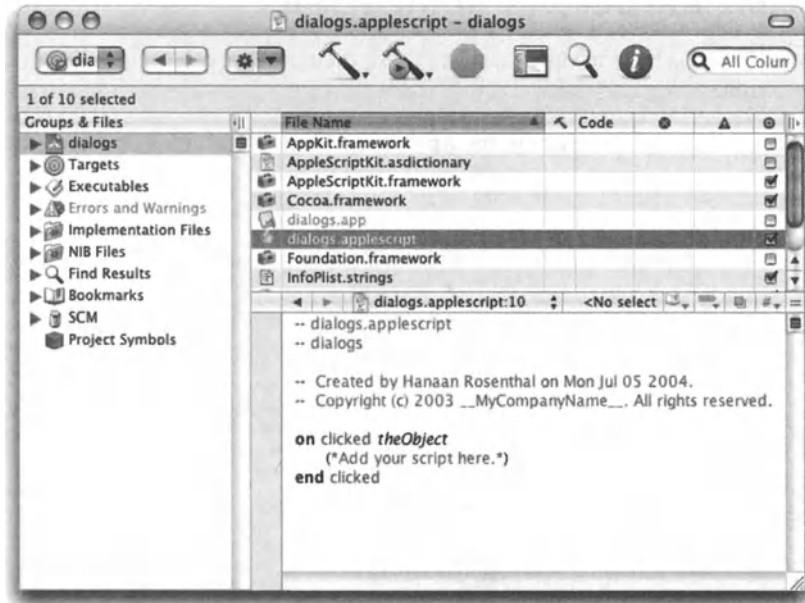 dialogs.applescript – dialogs
dia
All Colum
1 of 10 selected
Groups & Files
dialogs
Targets
Executables
Errors and Warnings
Implementation Files
NIB Files
Find Results
Bookmarks
SCM
Project Symbols
File Name
Code
AppKit.framework
AppleScriptKit.asdictionary
AppleScriptKit.framework
Cocoa.framework
dialogs.app
dialogs.applescript
Foundation.framework
InfoPlist.strings
dialogs.applescript:10
<No select
#
-- dialogs.applescript
-- dialogs
-- Created by Hanaan Rosenthal on Mon Jul 05 2004.
-- Copyright (c) 2003 __MyCompanyName__. All rights reserved.
on clicked theObject
(*Add your script here.*)
end clicked